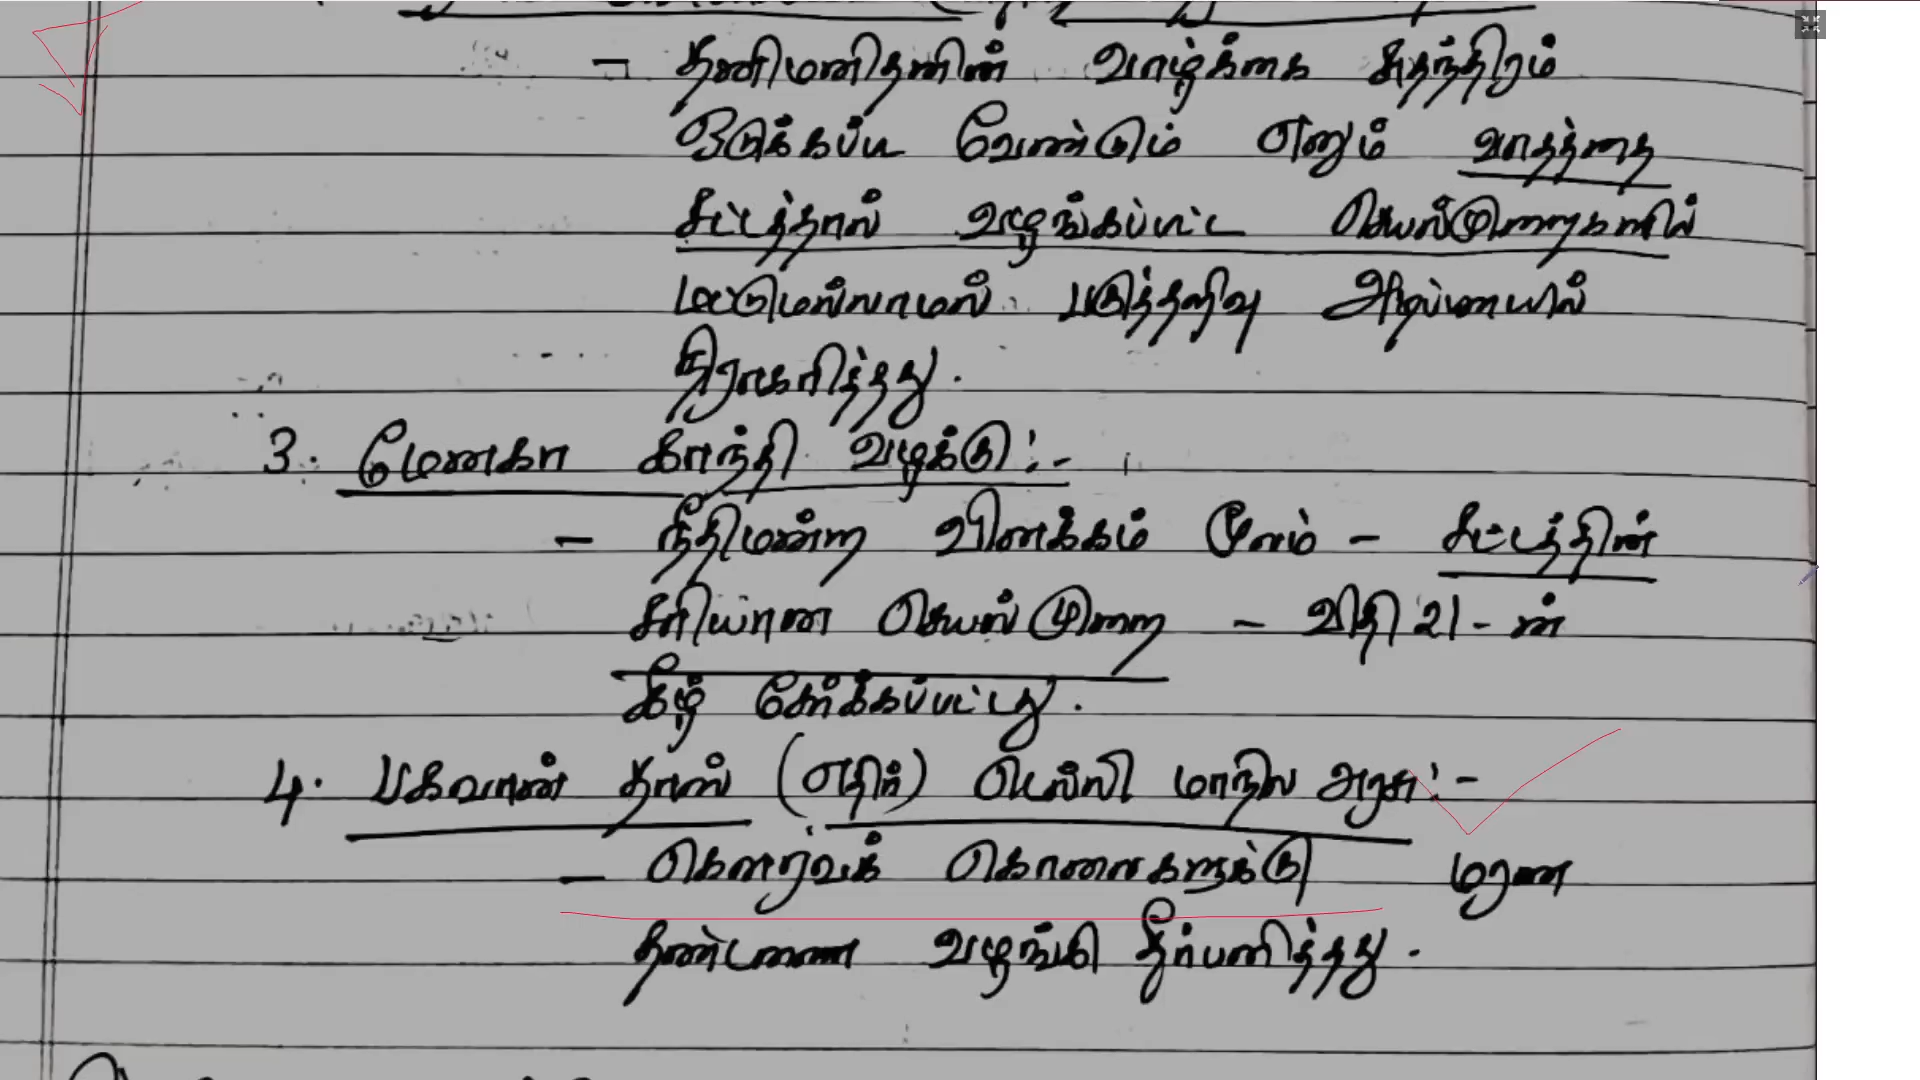 - தனிமனிதனின் வாழ்க்கை சுதந்திரம்
ஒடுக்கப்பட வேண்டும் எனும் வாதத்தை
சட்டத்தால் வழங்கப்பட்ட செயல்முறைகளில்
மட்டுமல்லாமல் பகுத்தறிவு அடிப்படையில்
நிராகரித்தது.
3. மேனகா காந்தி வழக்கு :-
- நீதிமன்ற விளக்கம் மூலம் - சட்டத்தின்
சரியான செயல்முறை - விதி 21 - ன்
கீழ் சேர்க்கப்பட்டது.
4. பகவான் தாஸ் (எதிர்) டெல்லி மாநில அரசு :-
- கௌரவக் கொலைகளுக்கு மரண
தண்டனை வழங்கி தீர்பளித்தது.